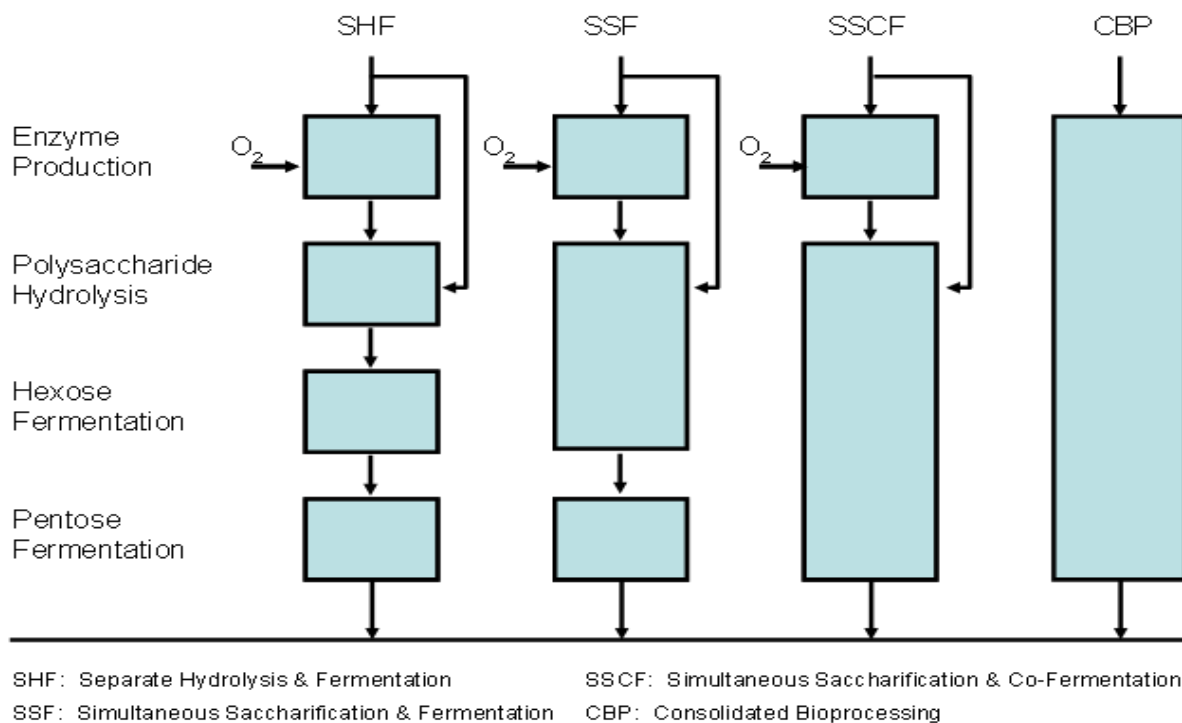 SHF SSF SSCF CBP
Enzyme
Production
O₂ O₂ O₂
Polysaccharide
Hydrolysis
Hexose
Fermentation
Pentose
Fermentation
SHF: Separate Hydrolysis & Fermentation SSCF: Simultaneous Saccharification & Co-Fermentation
SSF: Simultaneous Saccharification & Fermentation CBP: Consolidated Bioprocessing